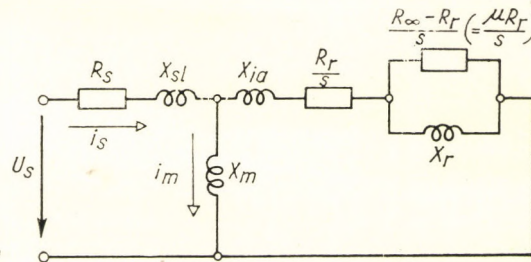 (R∞ − Rr)/s (= μRr/s)
Rs Xsl Xia Rr/s
is
Xr
Us im Xm